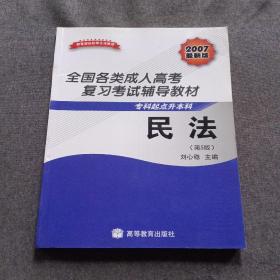 2007
最新版
全国各类成人高考
复习考试辅导教材
专科起点升本科
民 法
(第5版)
刘心稳 主编
高等教育出版社